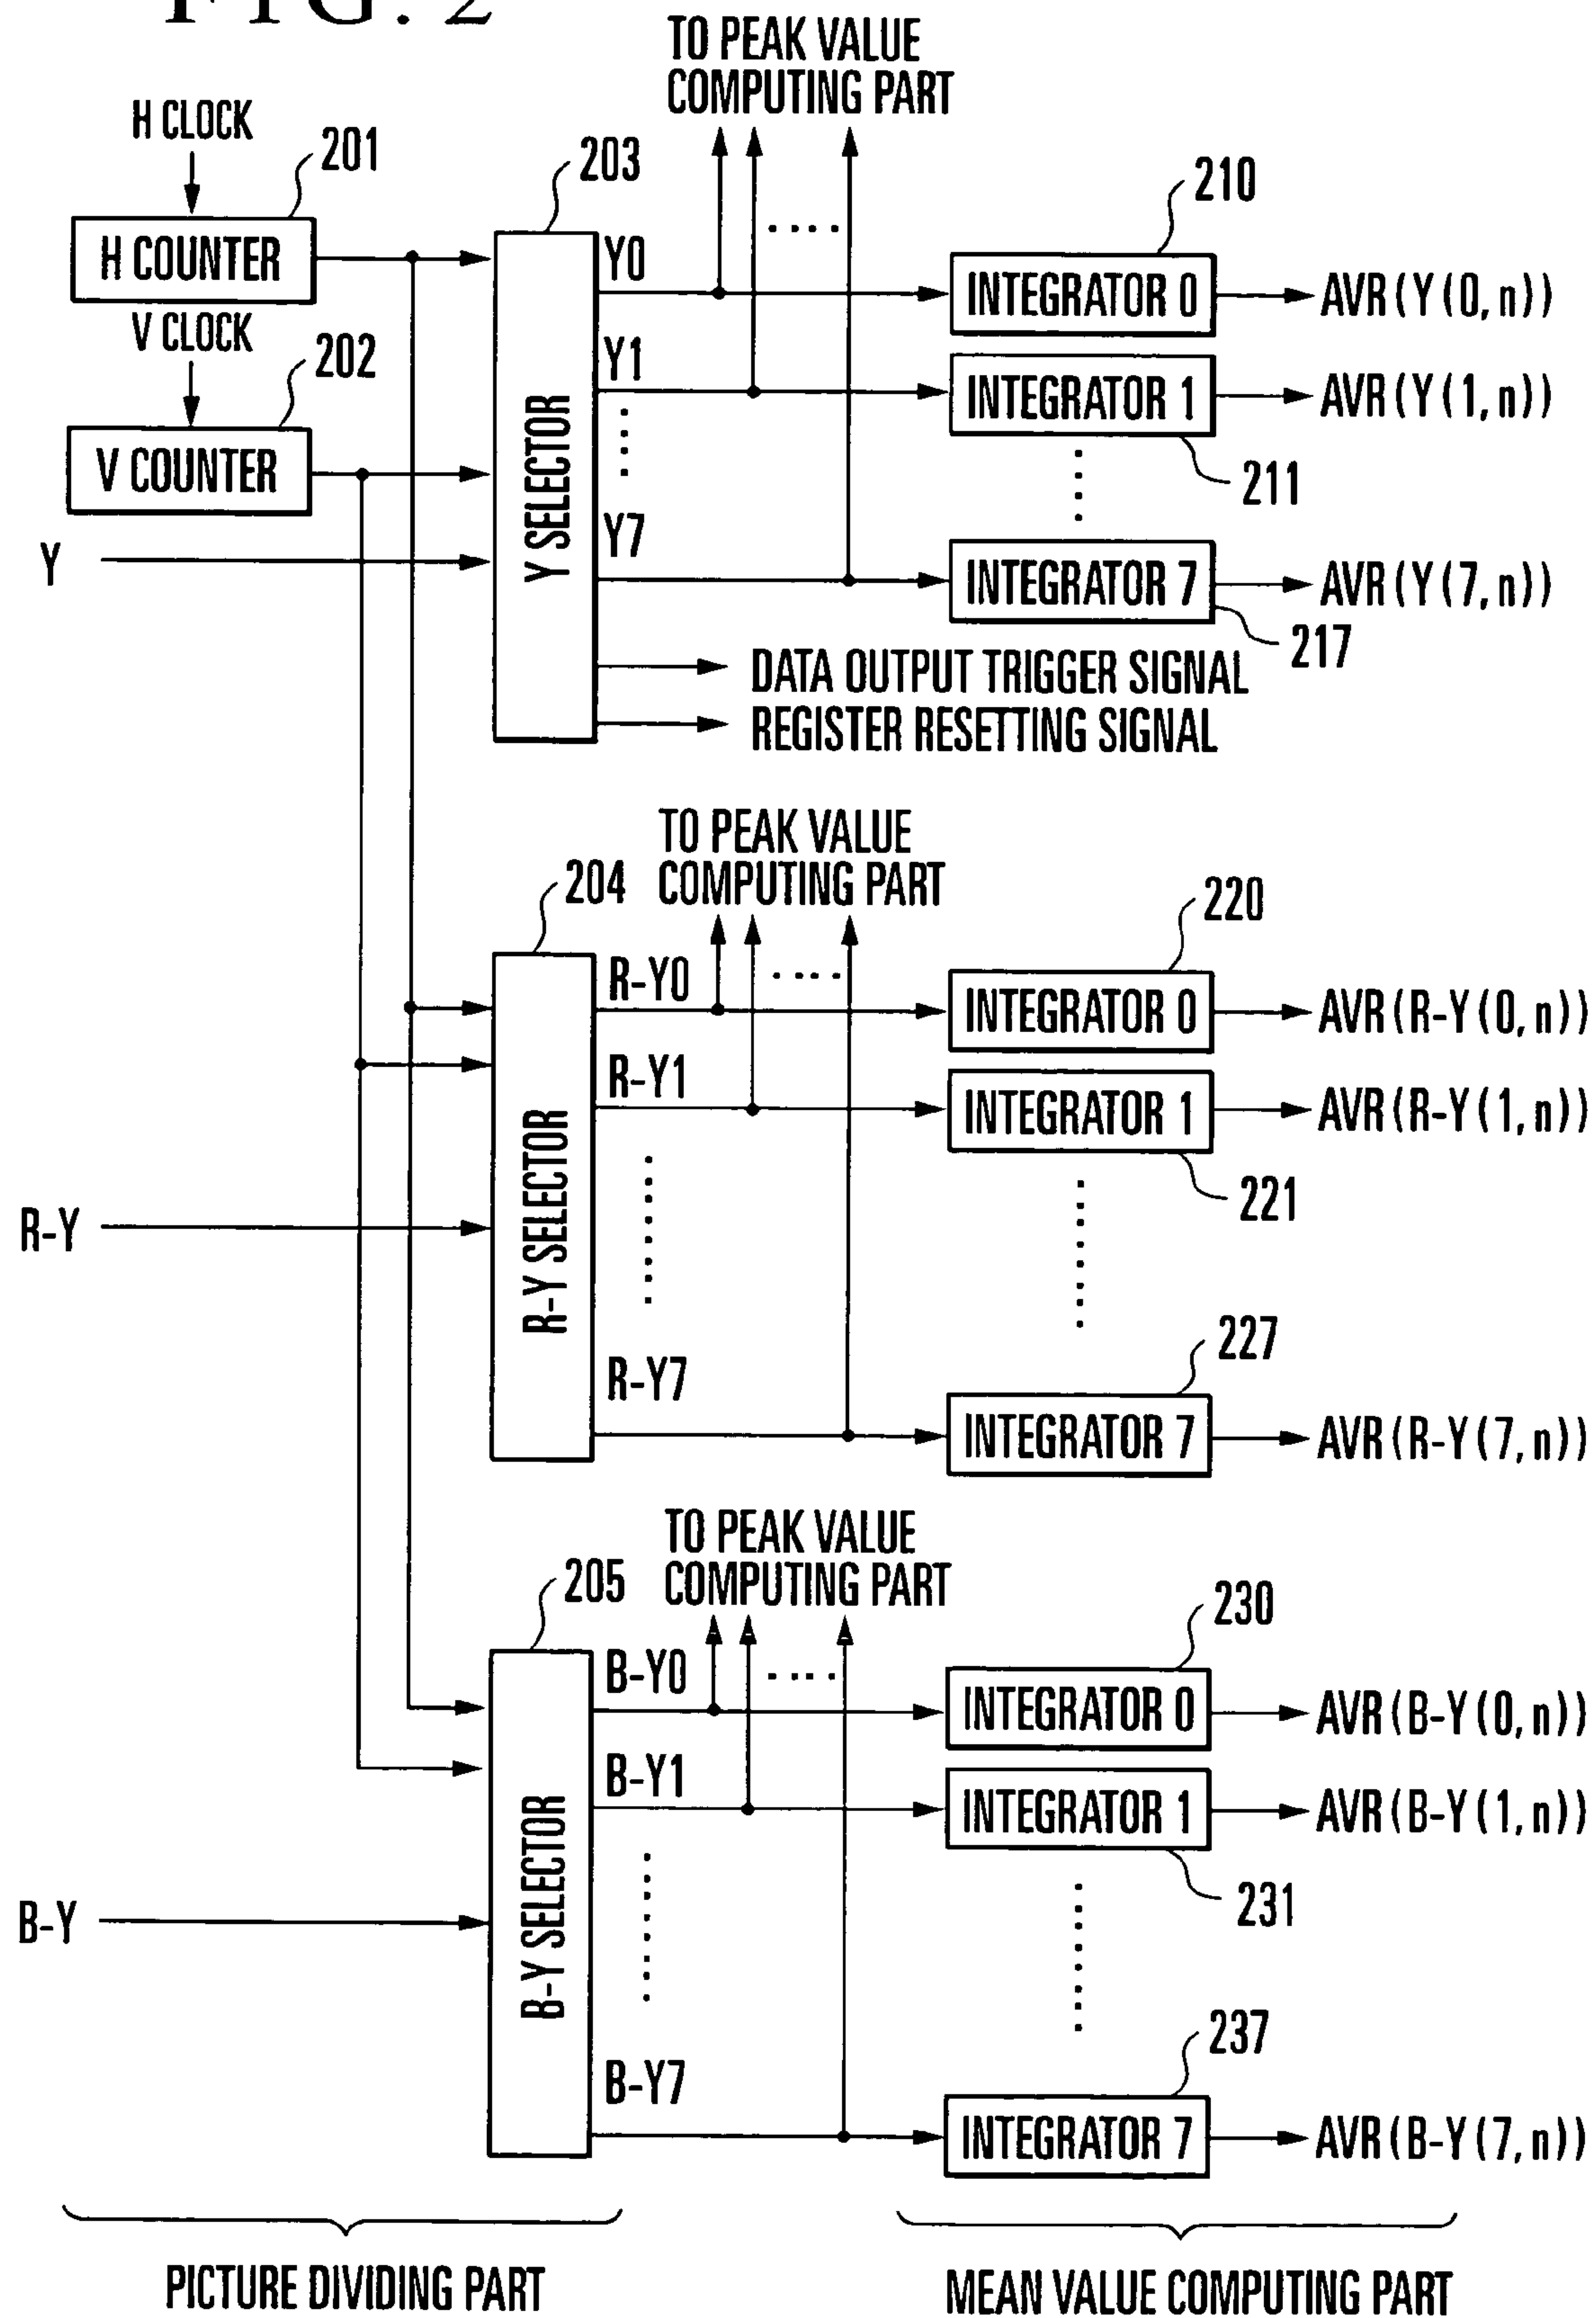 FIG. 2
TO PEAK VALUE
COMPUTING PART
H CLOCK
201
203
210
H COUNTER
Y0
INTEGRATOR 0
AVR(Y(0,n))
V CLOCK
202
Y1
INTEGRATOR 1
AVR(Y(1,n))
V COUNTER
211
Y SELECTOR
Y
Y7
INTEGRATOR 7
AVR(Y(7,n))
217
DATA OUTPUT TRIGGER SIGNAL
REGISTER RESETTING SIGNAL
TO PEAK VALUE
COMPUTING PART
204
220
R-Y0
INTEGRATOR 0
AVR(R-Y(0,n))
R-Y1
INTEGRATOR 1
AVR(R-Y(1,n))
221
R-Y
R-Y SELECTOR
227
R-Y7
INTEGRATOR 7
AVR(R-Y(7,n))
TO PEAK VALUE
COMPUTING PART
205
230
B-Y0
INTEGRATOR 0
AVR(B-Y(0,n))
B-Y1
INTEGRATOR 1
AVR(B-Y(1,n))
231
B-Y
B-Y SELECTOR
237
B-Y7
INTEGRATOR 7
AVR(B-Y(7,n))
PICTURE DIVIDING PART
MEAN VALUE COMPUTING PART